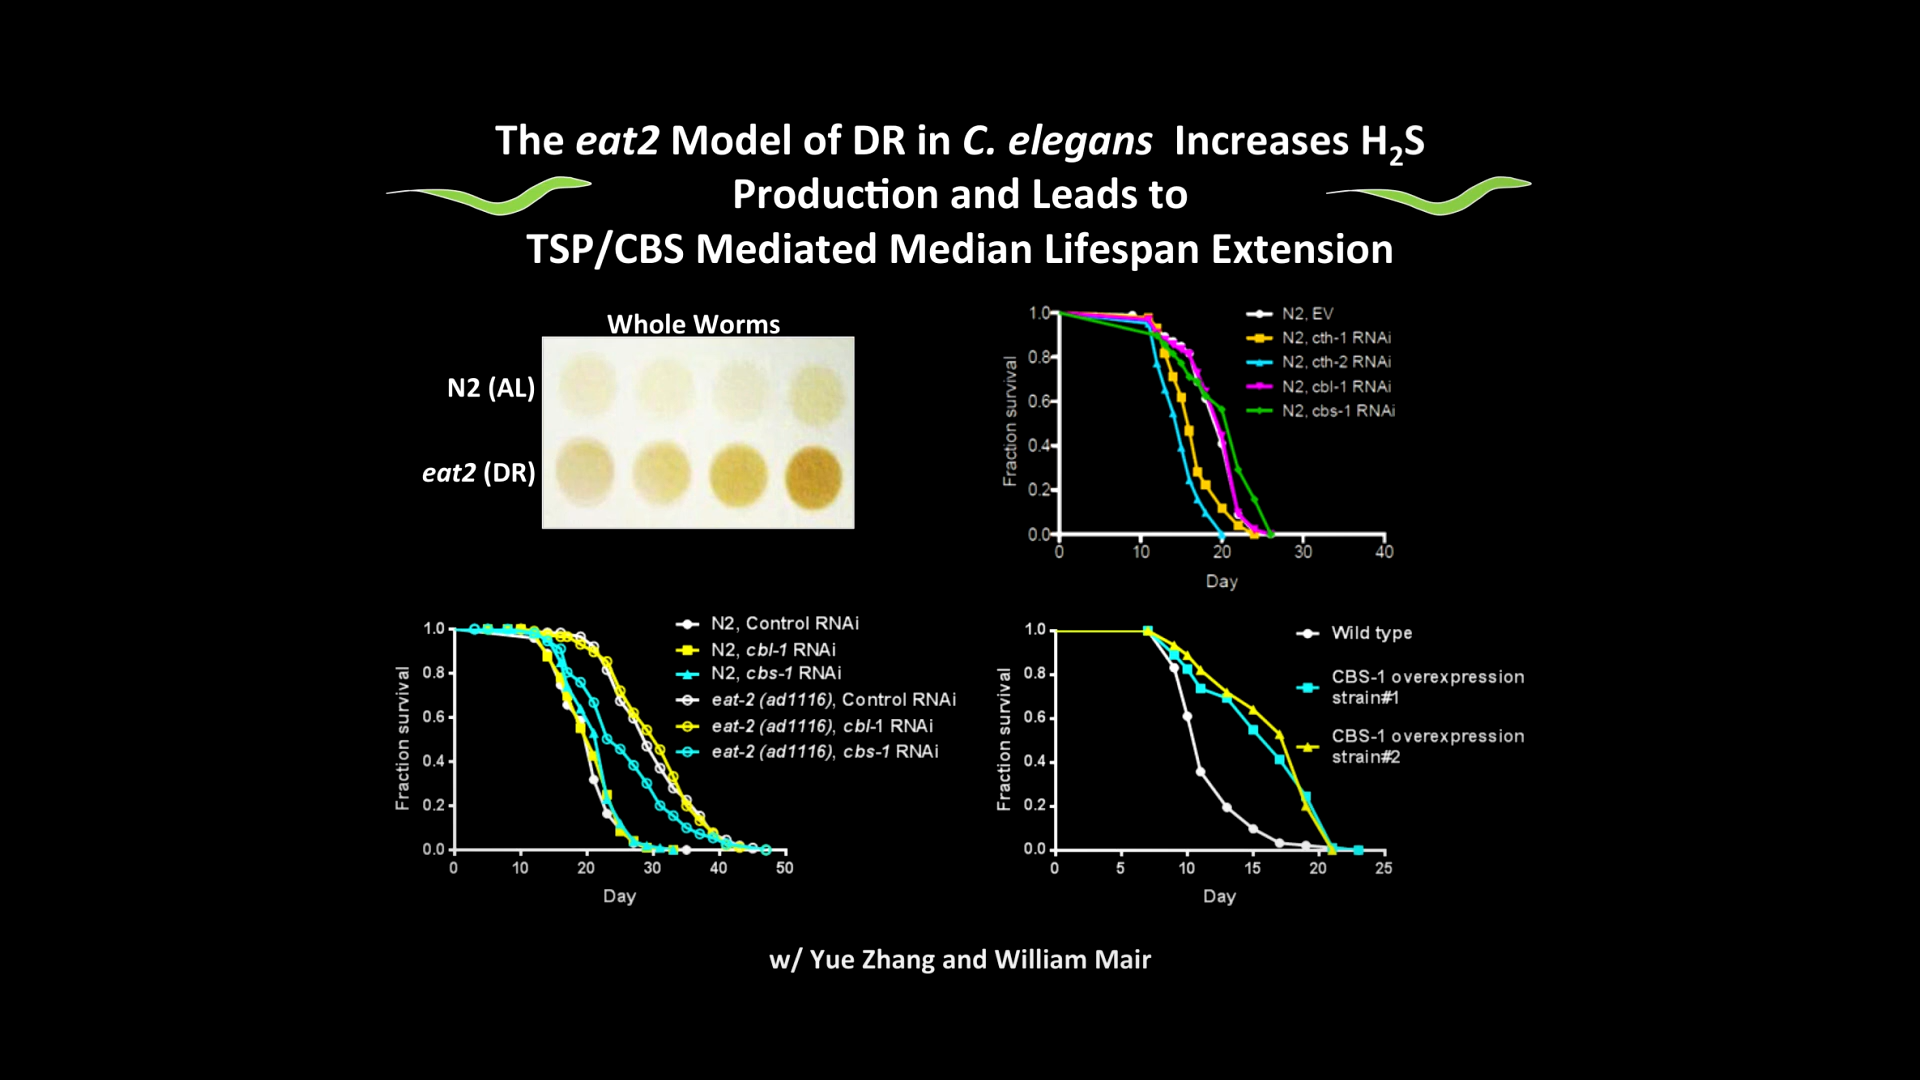 The eat2 Model of DR in C. elegans Increases H₂S
Production and Leads to
TSP/CBS Mediated Median Lifespan Extension
Whole Worms
N2 (AL)
eat2 (DR)
Fraction survival
1.0
0.8
0.6
0.4
0.2
0.0
0 10 20 30 40
Day
N2, EV
N2, cth-1 RNAi
N2, cth-2 RNAi
N2, cbl-1 RNAi
N2, cbs-1 RNAi
Fraction survival
1.0
0.8
0.6
0.4
0.2
0.0
0 10 20 30 40 50
Day
N2, Control RNAi
N2, cbl-1 RNAi
N2, cbs-1 RNAi
eat-2 (ad1116), Control RNAi
eat-2 (ad1116), cbl-1 RNAi
eat-2 (ad1116), cbs-1 RNAi
Fraction survival
1.0
0.8
0.6
0.4
0.2
0.0
0 5 10 15 20 25
Day
Wild type
CBS-1 overexpression
strain#1
CBS-1 overexpression
strain#2
w/ Yue Zhang and William Mair